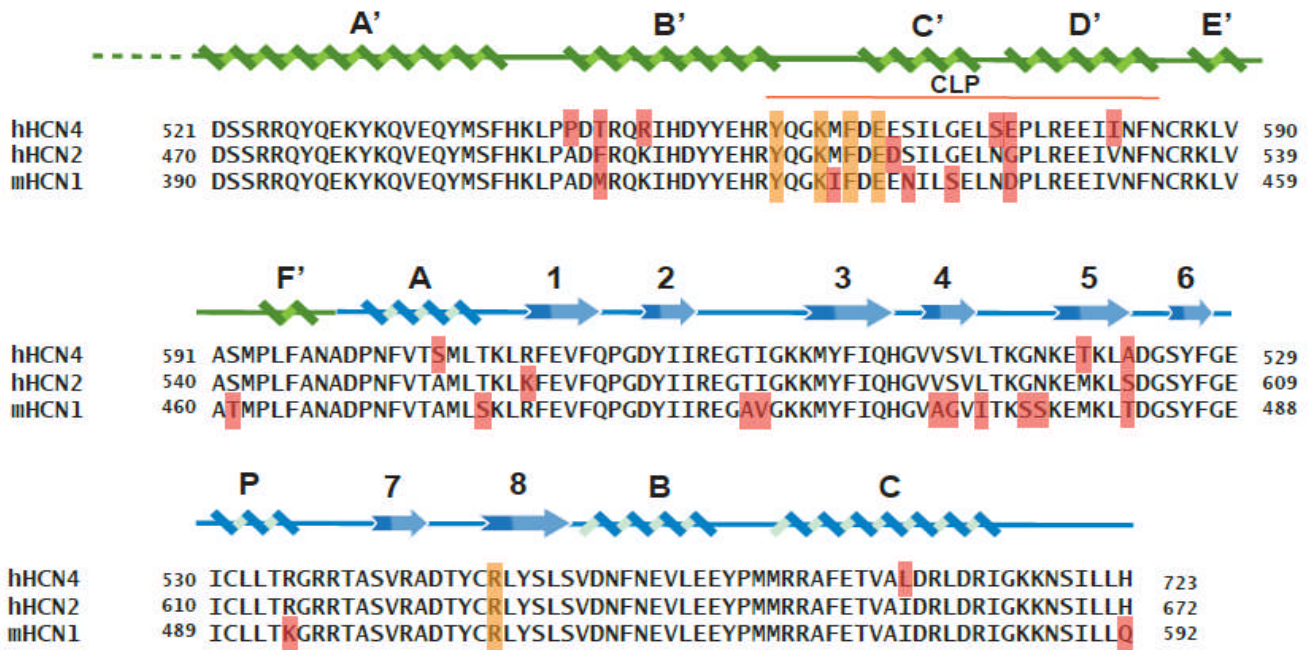 A’ B’ C’ D’ E’
CLP
hHCN4 521 DSSRRQYQEKYKQVEQYMSFHKLPPDTRQRIHDYYEHRYQGKMFDEESILGELSEPLREEIINFNCRKLV 590
hHCN2 470 DSSRRQYQEKYKQVEQYMSFHKLPADFRQKIHDYYEHRYQGKMFDEDSILGELNGPLREEIVNFNCRKLV 539
mHCN1 390 DSSRRQYQEKYKQVEQYMSFHKLPADMRQKIHDYYEHRYQGKIFDEENILSELNDPLREEIVNFNCRKLV 459
F’ A 1 2 3 4 5 6
hHCN4 591 ASMPLFANADPNFVTSMLTKLRFEVFQPGDYIIREGTIGKKMYFIQHGVVSVLTKGNKETKLADGSYFGE 529
hHCN2 540 ASMPLFANADPNFVTAMLTKLKFEVFQPGDYIIREGTIGKKMYFIQHGVVSVLTKGNKEMKLSDGSYFGE 609
mHCN1 460 ATMPLFANADPNFVTAMLSKLRFEVFQPGDYIIREGAVGKKMYFIQHGVAGVITKSSKEMKLTDGSYFGE 488
P 7 8 B C
hHCN4 530 ICLLTRGRRTASVRADTYCRLYSLSVDNFNEVLEEYPMMRRAFETVALDRLDRIGKKNSILLH 723
hHCN2 610 ICLLTRGRRTASVRADTYCRLYSLSVDNFNEVLEEYPMMRRAFETVAIDRLDRIGKKNSILLH 672
mHCN1 489 ICLLTKGRRTASVRADTYCRLYSLSVDNFNEVLEEYPMMRRAFETVAIDRLDRIGKKNSILLQ 592